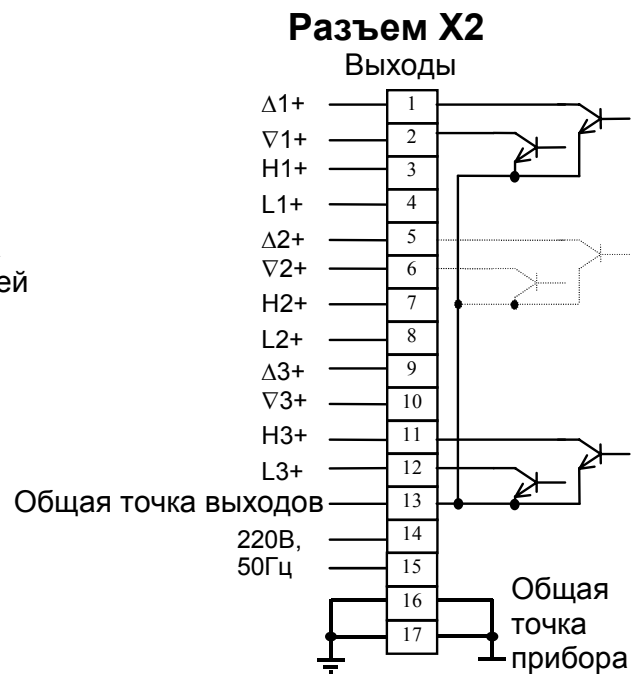 Разъем X2
Выходы
Δ1+ 1
∇1+ 2
H1+ 3
L1+ 4
Δ2+ 5
ей
∇2+ 6
H2+ 7
L2+ 8
Δ3+ 9
∇3+ 10
H3+ 11
L3+ 12
Общая точка выходов 13
220В, 14
50Гц 15
16
17
Общая
точка
прибора